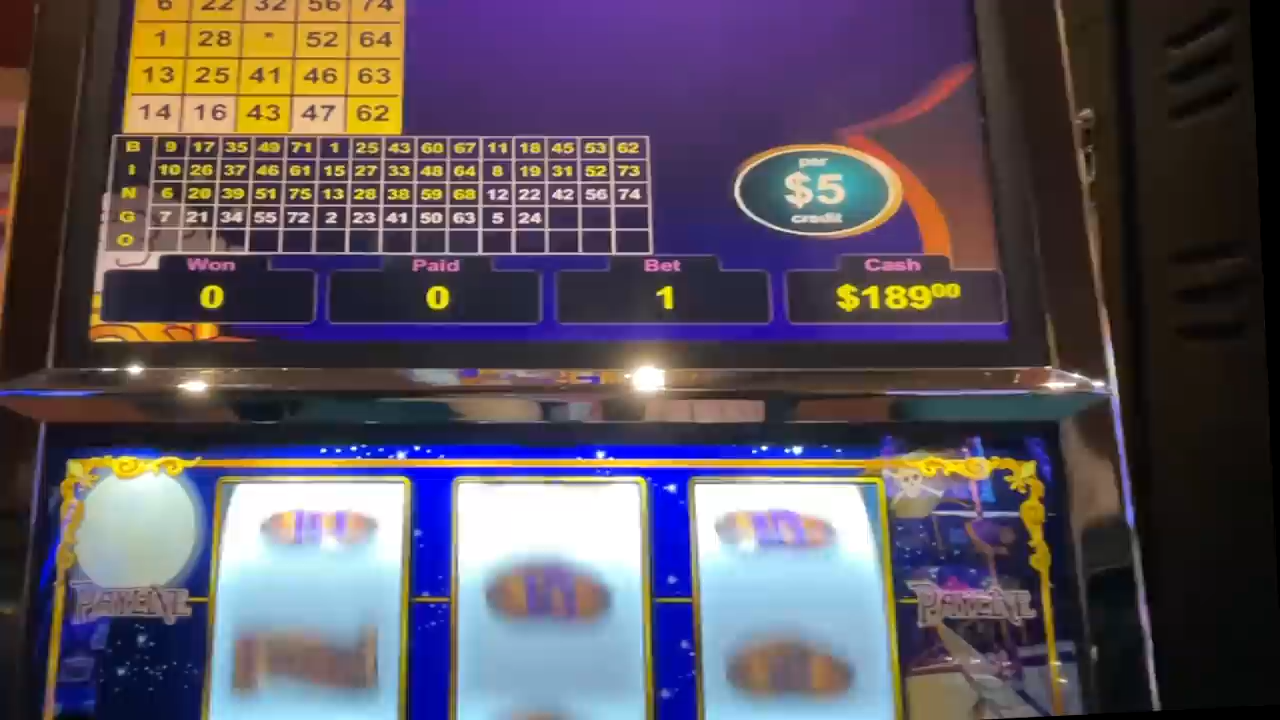 6 22 32 56 74
1 28 * 52 64
13 25 41 46 63
14 16 43 47 62
B 9 17 35 49 71 1 25 43 60 67 11 18 45 53 62
I 10 26 37 46 61 15 27 33 48 64 8 19 31 52 73
N 6 20 39 51 75 13 28 38 59 68 12 22 42 56 74
G 7 21 34 55 72 2 23 41 50 63 5 24
O
per
$5
credit
Won Paid Bet Cash
0 0 1 $189.00